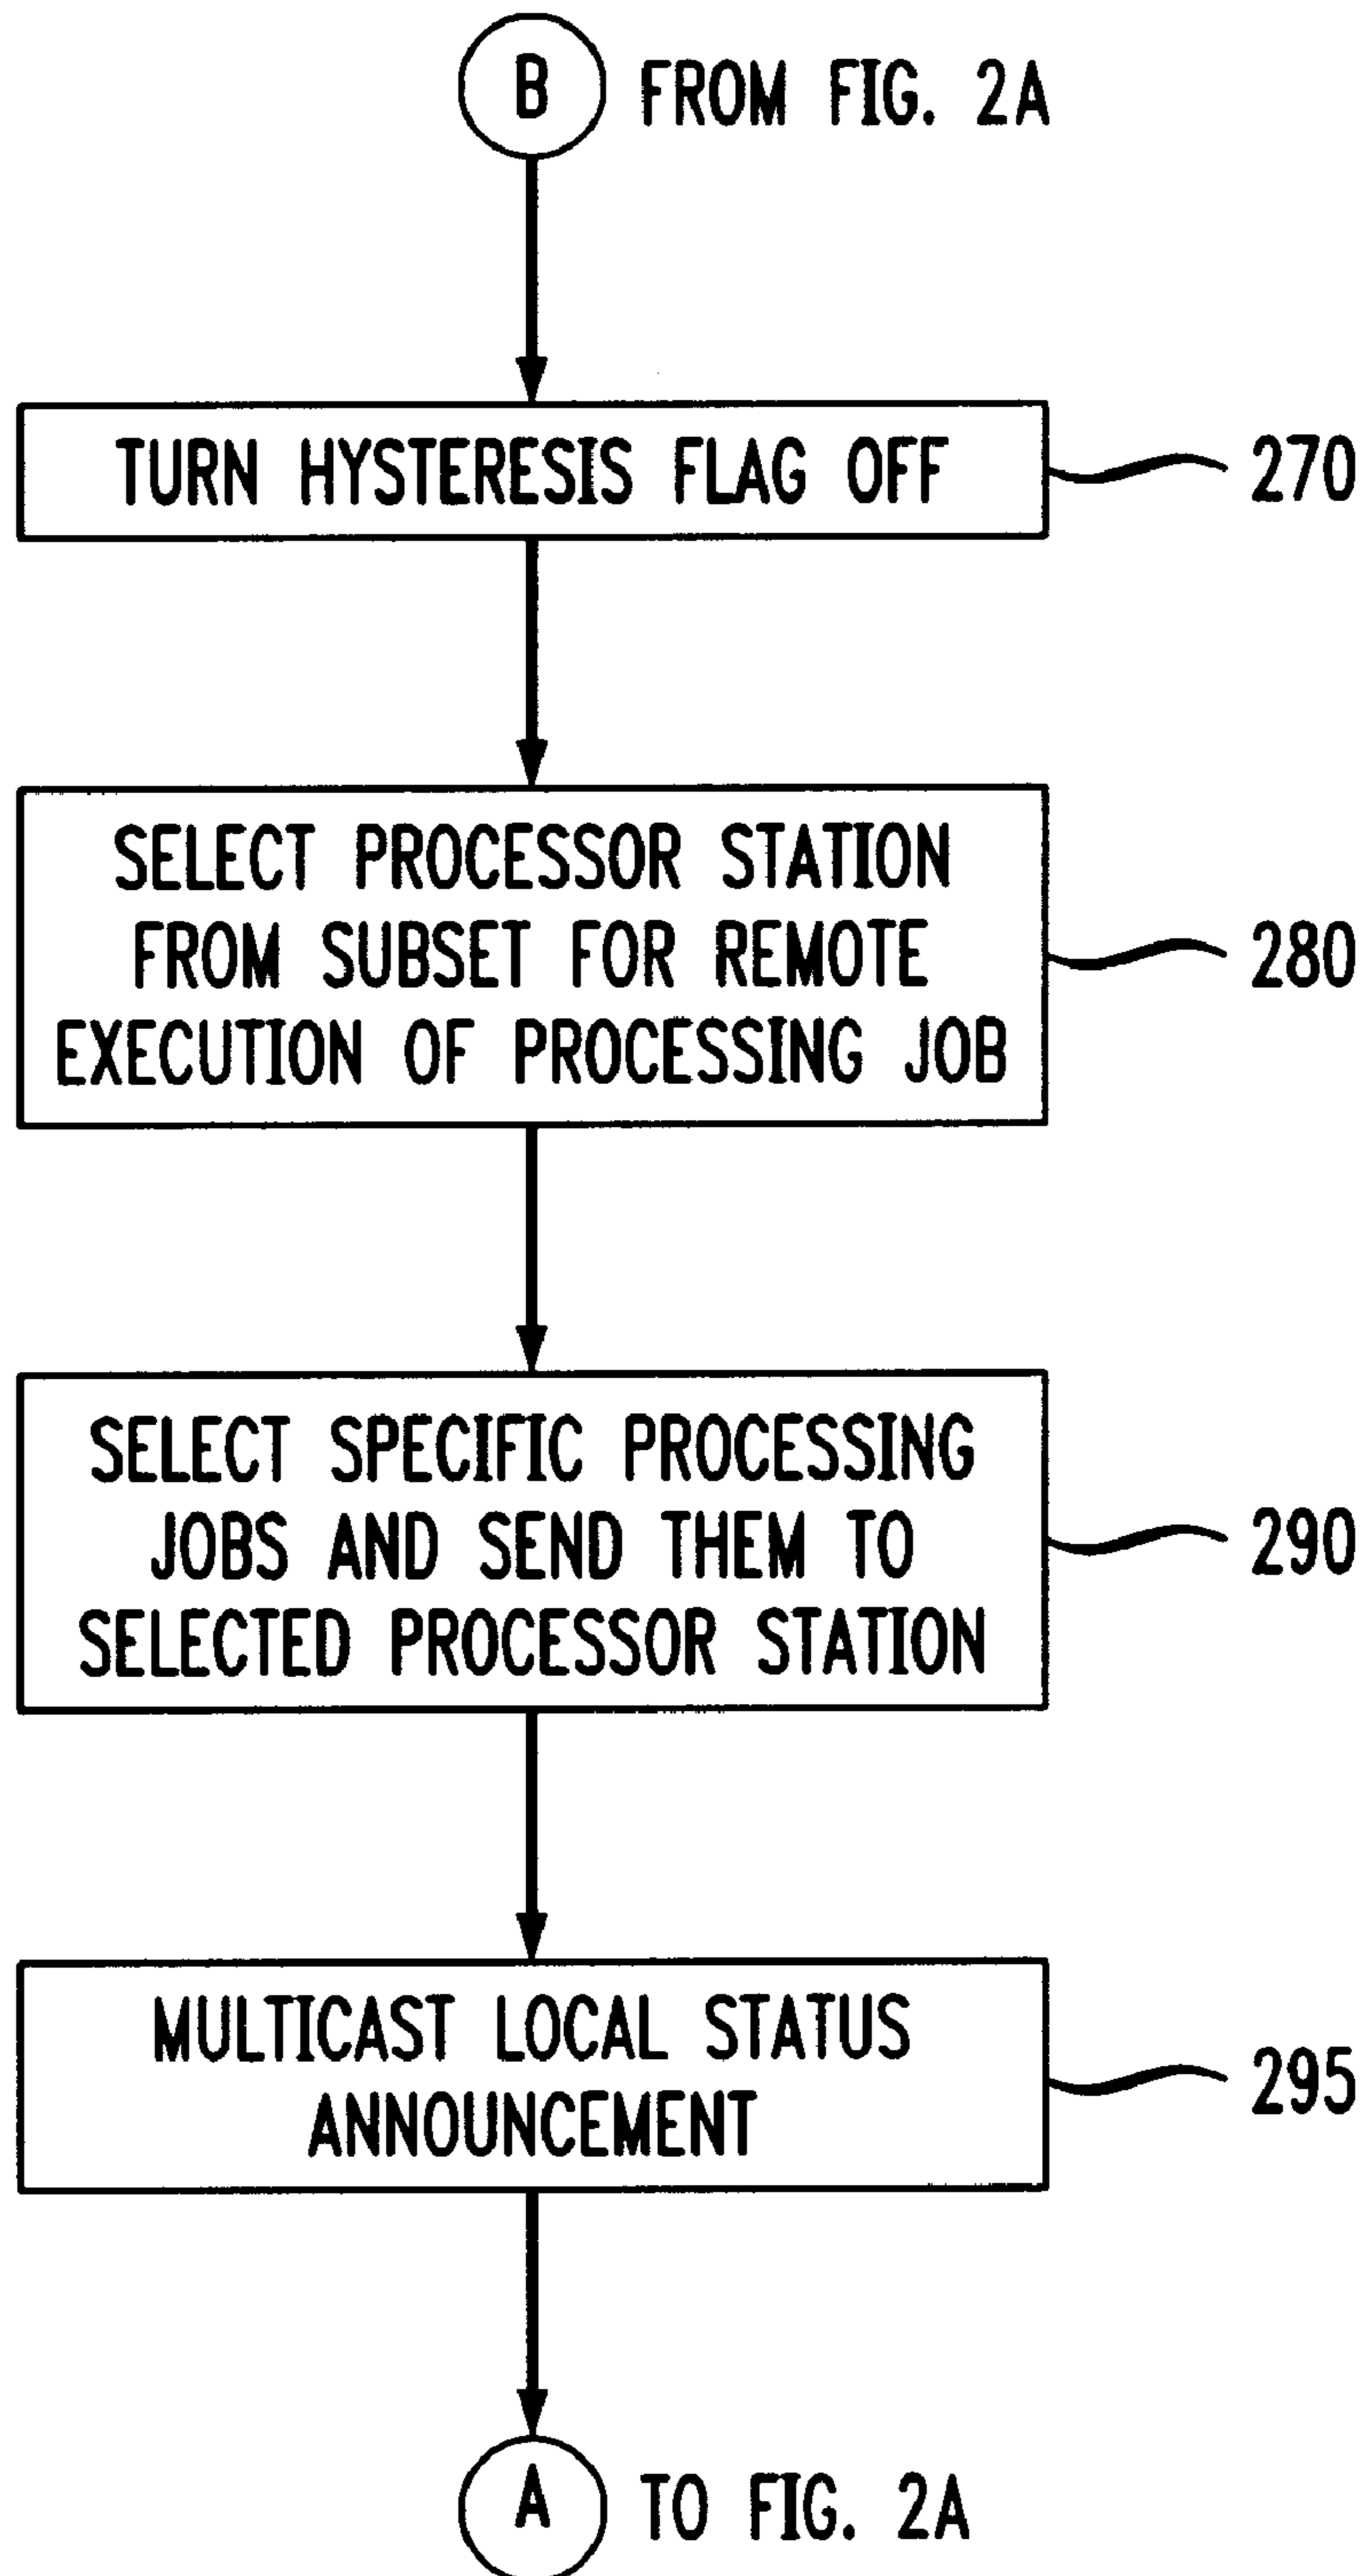 B FROM FIG. 2A
TURN HYSTERESIS FLAG OFF 270
SELECT PROCESSOR STATION
FROM SUBSET FOR REMOTE 280
EXECUTION OF PROCESSING JOB
SELECT SPECIFIC PROCESSING
JOBS AND SEND THEM TO 290
SELECTED PROCESSOR STATION
MULTICAST LOCAL STATUS
ANNOUNCEMENT
295
A TO FIG. 2A